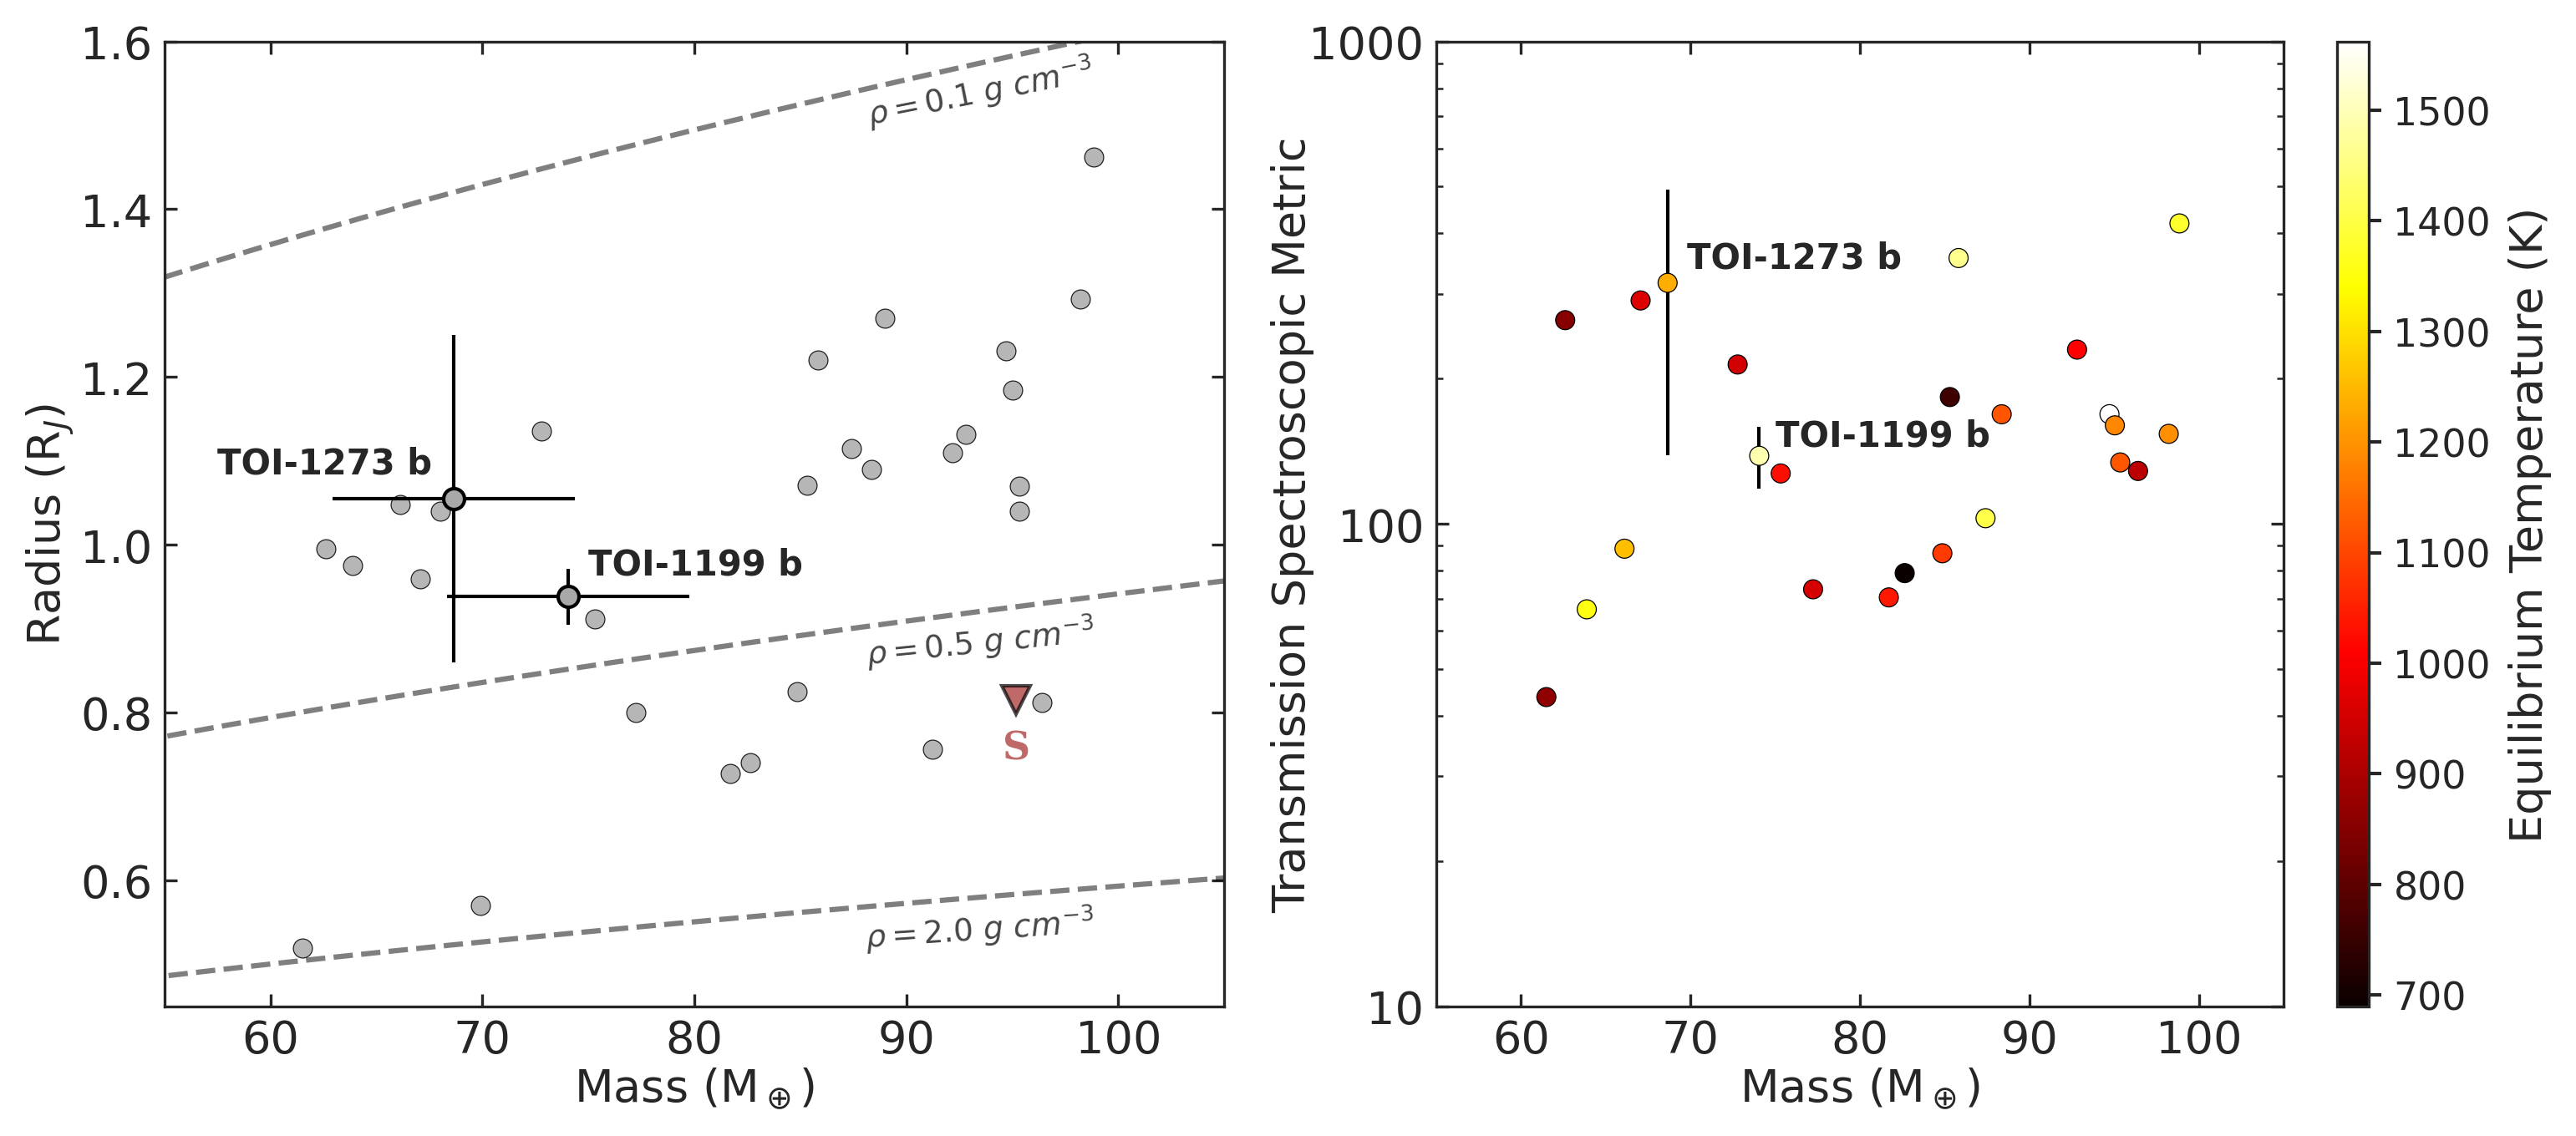 1.6
1.4
1.2
1.0
0.8
0.6
Radius (R_J)
60 70 80 90 100
Mass (M_⊕)
ρ = 0.1 g cm⁻³
TOI-1273 b
TOI-1199 b
ρ = 0.5 g cm⁻³
S
ρ = 2.0 g cm⁻³
1000
100
10
Transmission Spectroscopic Metric
60 70 80 90 100
Mass (M_⊕)
TOI-1273 b
TOI-1199 b
1500
1400
1300
1200
1100
1000
900
800
700
Equilibrium Temperature (K)